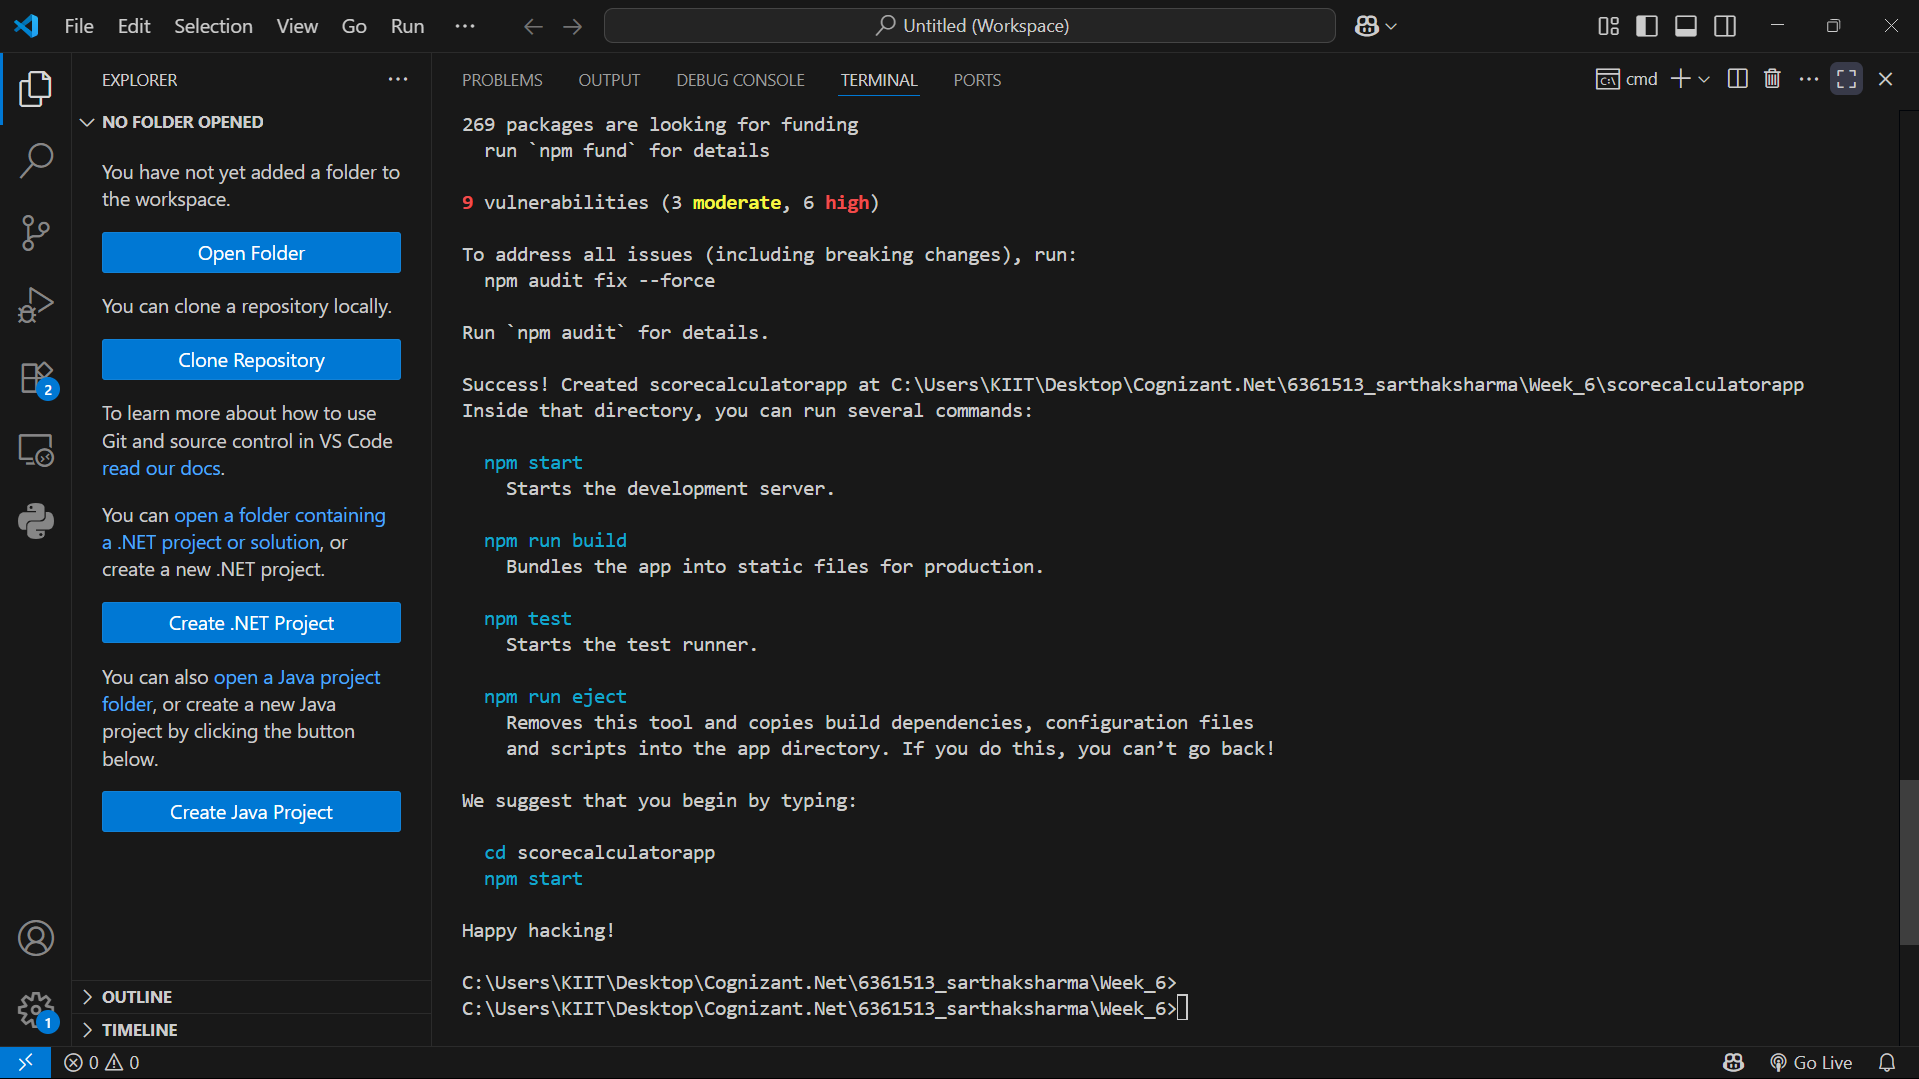 File Edit Selection View Go Run ···
Untitled (Workspace)
EXPLORER
NO FOLDER OPENED
You have not yet added a folder to
the workspace.
Open Folder
You can clone a repository locally.
Clone Repository
To learn more about how to use
Git and source control in VS Code
read our docs.
You can open a folder containing
a .NET project or solution, or
create a new .NET project.
Create .NET Project
You can also open a Java project
folder, or create a new Java
project by clicking the button
below.
Create Java Project
OUTLINE
TIMELINE
2
1
PROBLEMS OUTPUT DEBUG CONSOLE TERMINAL PORTS
cmd
269 packages are looking for funding
run `npm fund` for details
9 vulnerabilities (3 moderate, 6 high)
To address all issues (including breaking changes), run:
npm audit fix --force
Run `npm audit` for details.
Success! Created scorecalculatorapp at C:\Users\KIIT\Desktop\Cognizant.Net\6361513_sarthaksharma\Week_6\scorecalculatorapp
Inside that directory, you can run several commands:
npm start
Starts the development server.
npm run build
Bundles the app into static files for production.
npm test
Starts the test runner.
npm run eject
Removes this tool and copies build dependencies, configuration files
and scripts into the app directory. If you do this, you can’t go back!
We suggest that you begin by typing:
cd scorecalculatorapp
npm start
Happy hacking!
C:\Users\KIIT\Desktop\Cognizant.Net\6361513_sarthaksharma\Week_6>
C:\Users\KIIT\Desktop\Cognizant.Net\6361513_sarthaksharma\Week_6>
0 0
Go Live